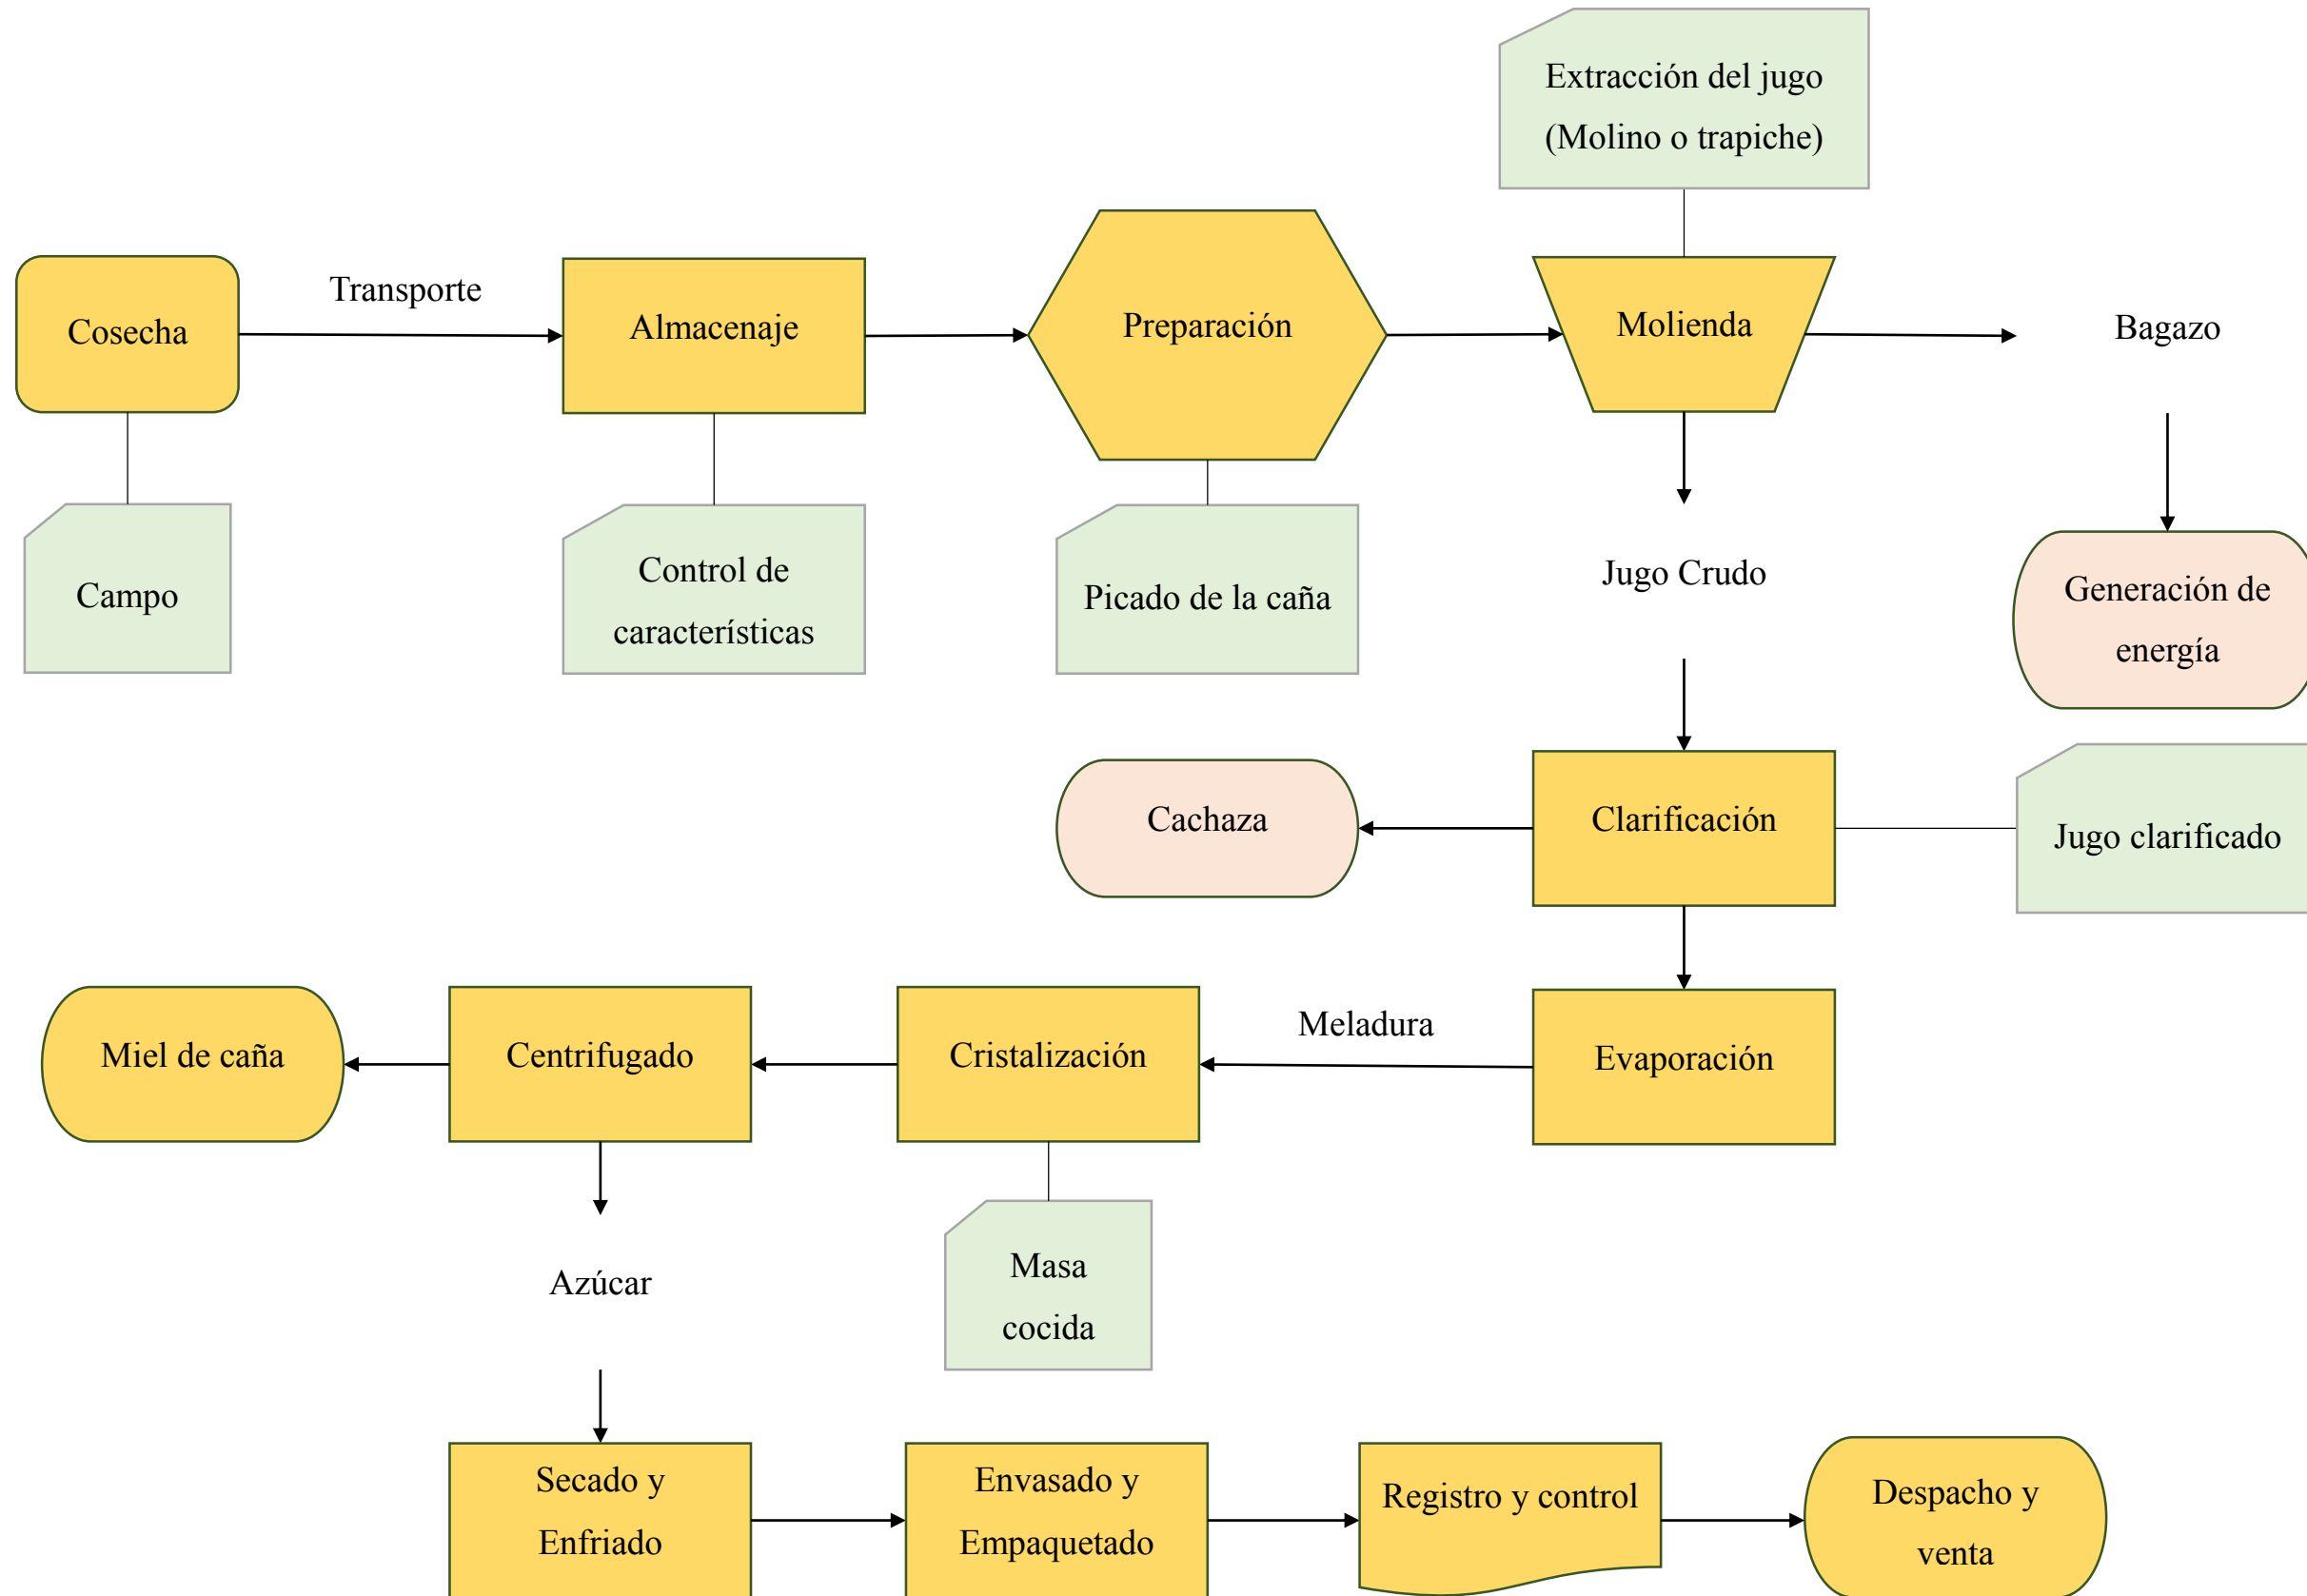 Extracción del jugo
(Molino o trapiche)
Cosecha
Transporte
Almacenaje
Preparación
Molienda
Bagazo
Campo
Control de
características
Picado de la caña
Jugo Crudo
Generación de
energía
Cachaza
Clarificación
Jugo clarificado
Miel de caña
Centrifugado
Cristalización
Meladura
Evaporación
Azúcar
Masa
cocida
Secado y
Enfriado
Envasado y
Empaquetado
Registro y control
Despacho y
venta